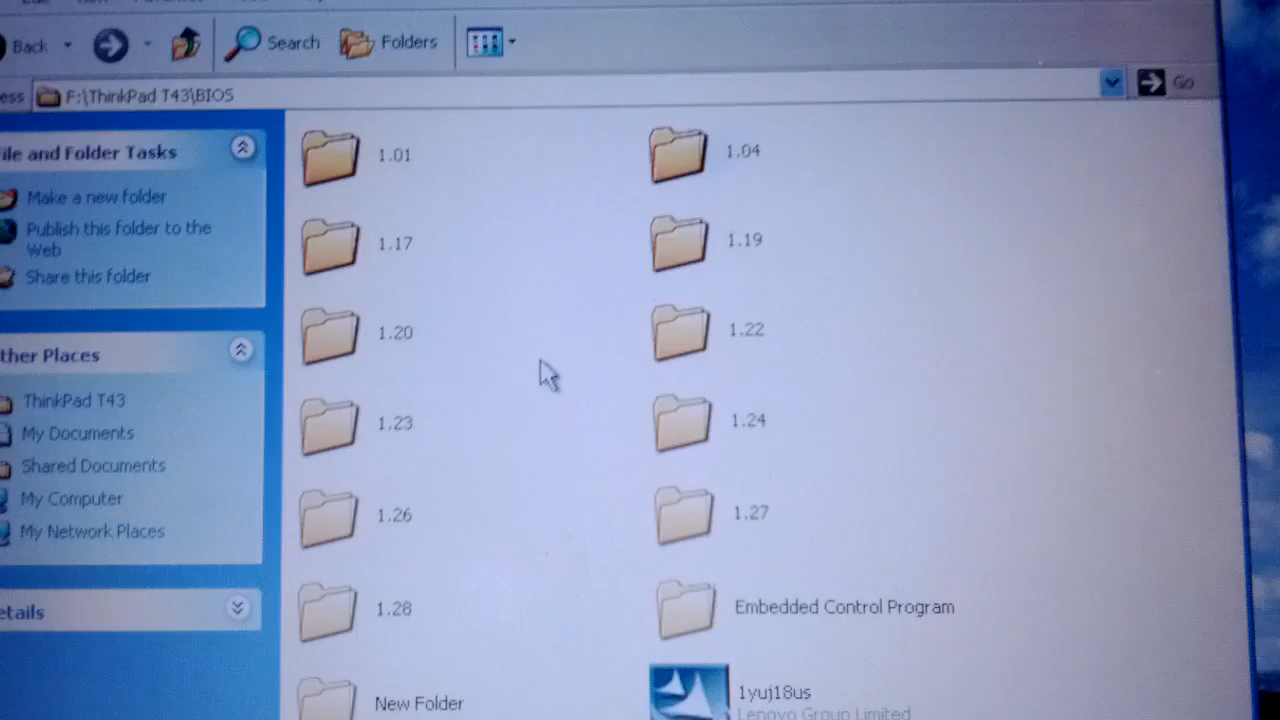 Back
Search
Folders
ess
F:\ThinkPad T43\BIOS
Go
ile and Folder Tasks
Make a new folder
Publish this folder to the
Web
Share this folder
ther Places
ThinkPad T43
My Documents
Shared Documents
My Computer
My Network Places
etails
1.01
1.04
1.17
1.19
1.20
1.22
1.23
1.24
1.26
1.27
1.28
Embedded Control Program
New Folder
1yuj18us
Lenovo Group Limited